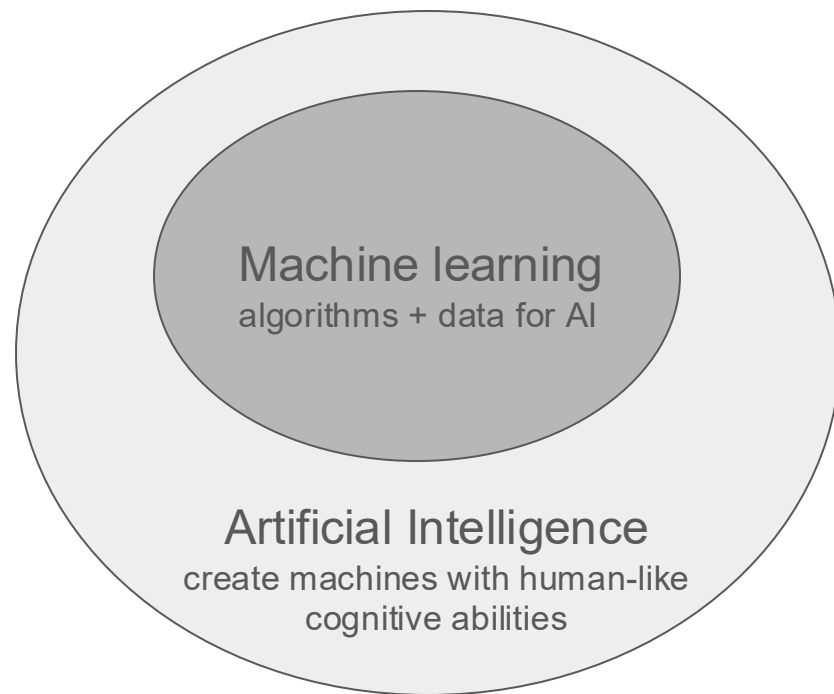 Machine learning
algorithms + data for AI
Artificial Intelligence
create machines with human-like
cognitive abilities